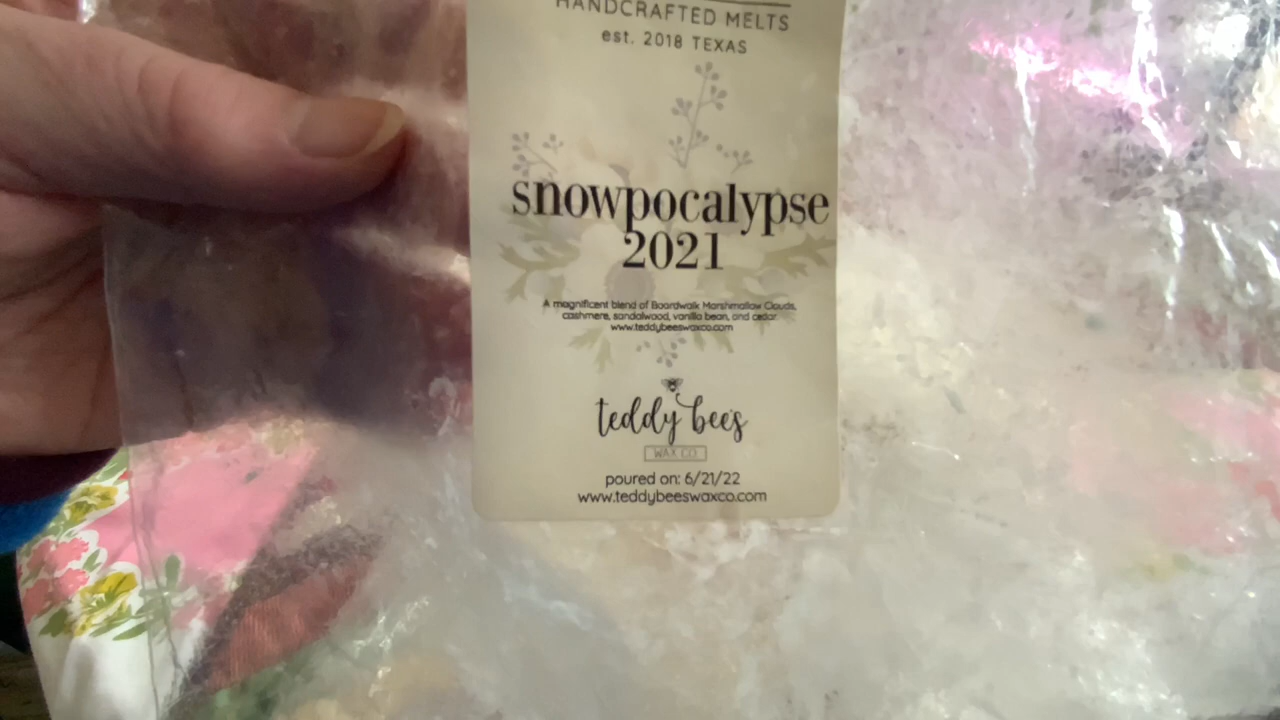 HANDCRAFTED MELTS
est. 2018 TEXAS
snowpocalypse
2021
A magnificent blend of Boardwalk Marshmallow Clouds,
cashmere, sandalwood, vanilla bean, and cedar.
www.teddybeeswaxco.com
teddy bee's
WAX CO
poured on: 6/21/22
www.teddybeeswaxco.com